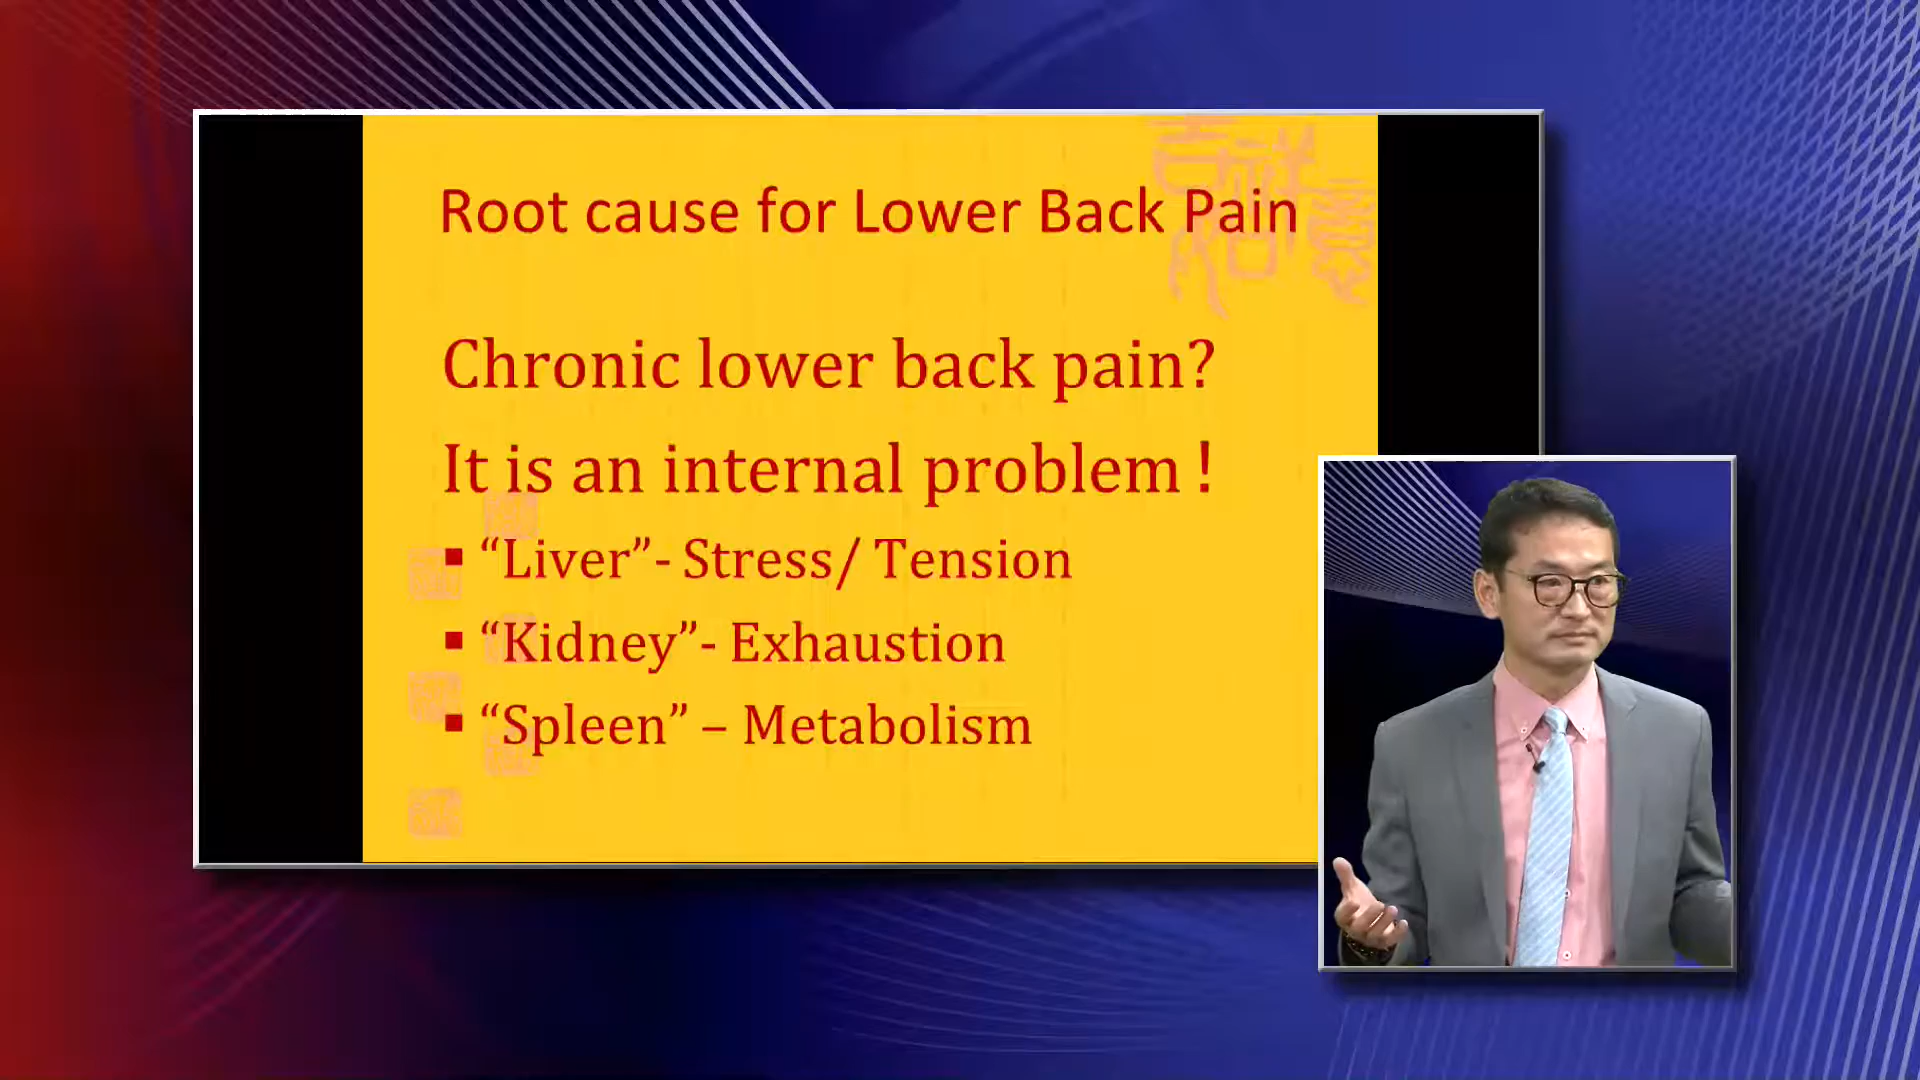 Root cause for Lower Back Pain
Chronic lower back pain?
It is an internal problem !
▪ “Liver”- Stress/ Tension
▪ “Kidney”- Exhaustion
▪ “Spleen” – Metabolism